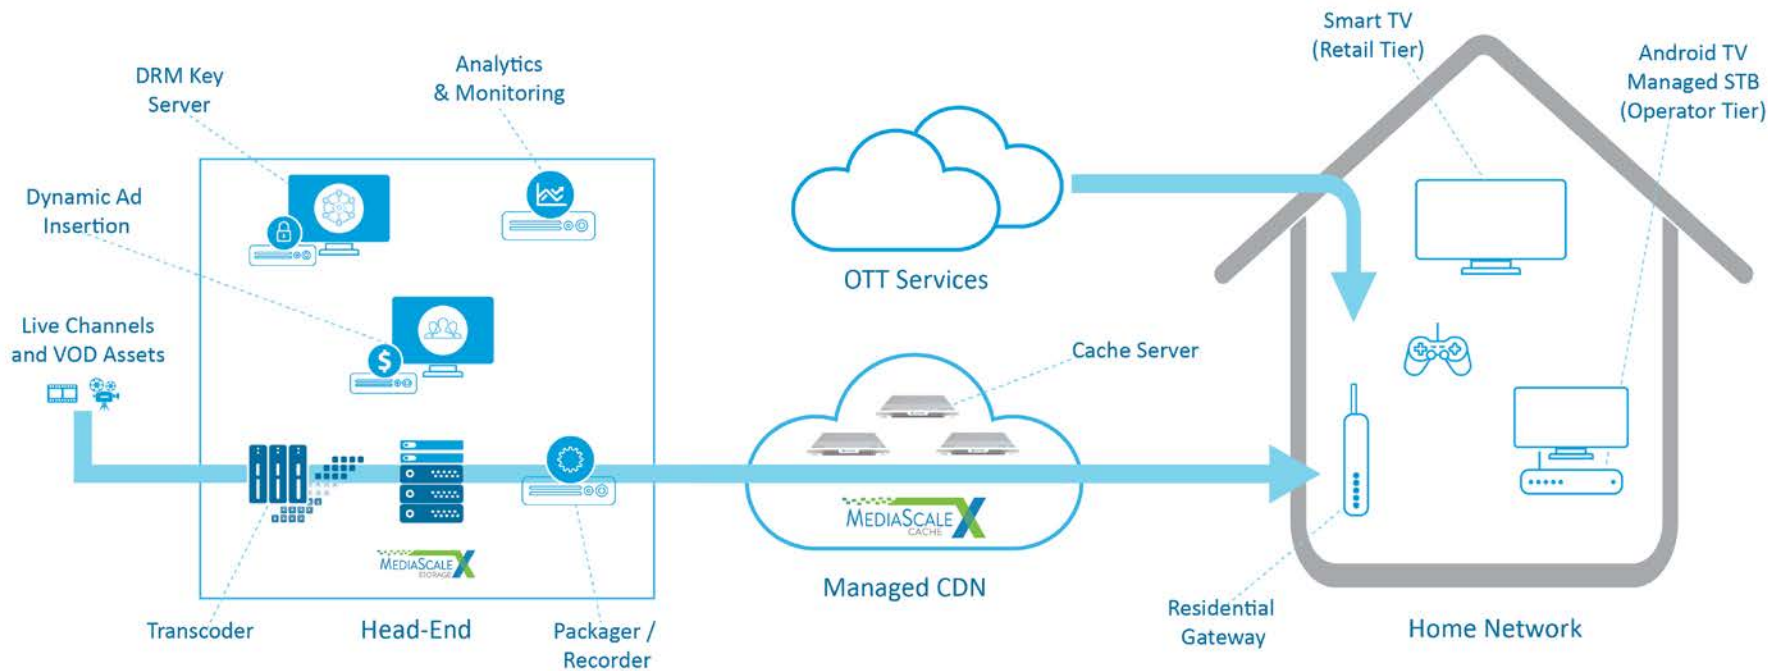 Smart TV
(Retail Tier)
Android TV
Managed STB
(Operator Tier)
DRM Key
Server
Analytics
& Monitoring
Dynamic Ad
Insertion
OTT Services
Live Channels
and VOD Assets
$
Cache Server
MEDIASCALE X
CACHE
MEDIASCALE X
STORAGE
Managed CDN
Residential
Gateway
Transcoder
Head-End
Packager /
Recorder
Home Network